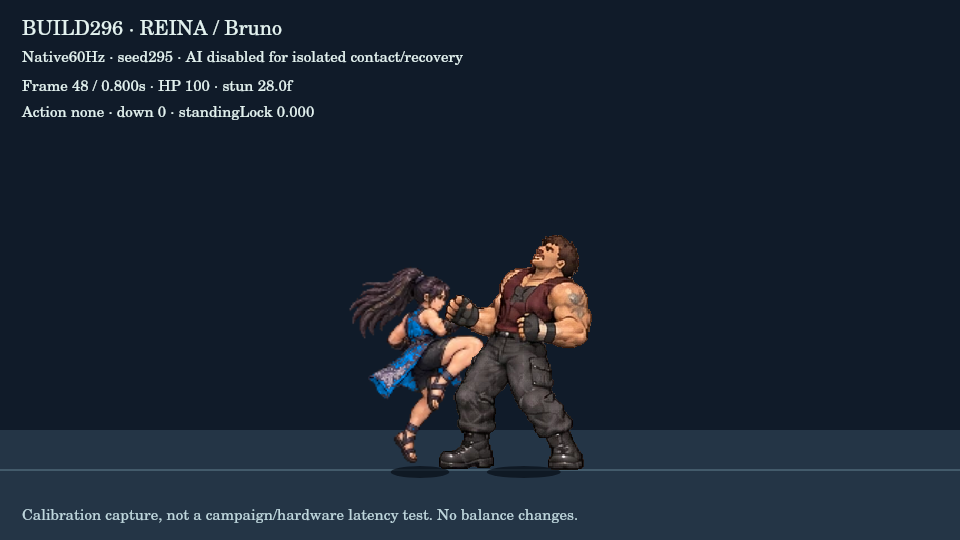 BUILD296 · REINA / Bruno
Native60Hz · seed295 · AI disabled for isolated contact/recovery
Frame 48 / 0.800s · HP 100 · stun 28.0f
Action none · down 0 · standingLock 0.000
Calibration capture, not a campaign/hardware latency test. No balance changes.